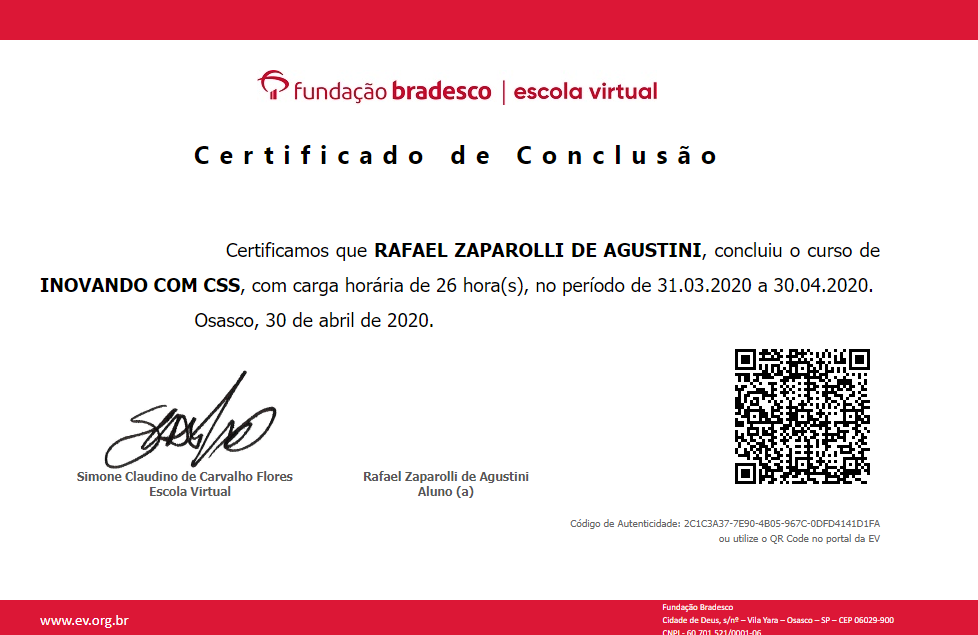 fundação bradesco | escola virtual
Certificado de Conclusão
Certificamos que RAFAEL ZAPAROLLI DE AGUSTINI, concluiu o curso de
INOVANDO COM CSS, com carga horária de 26 hora(s), no período de 31.03.2020 a 30.04.2020.
Osasco, 30 de abril de 2020.
Simone Claudino de Carvalho Flores
Escola Virtual
Rafael Zaparolli de Agustini
Aluno (a)
Código de Autenticidade: 2C1C3A37-7E90-4B05-967C-0DFD4141D1FA
ou utilize o QR Code no portal da EV
www.ev.org.br
Fundação Bradesco
Cidade de Deus, s/nº – Vila Yara – Osasco – SP – CEP 06029-900
CNPJ - 60.701.521/0001-06